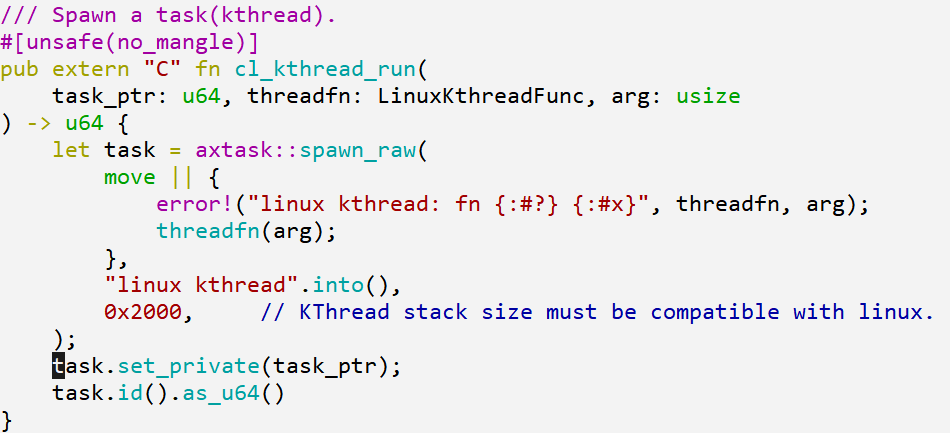 /// Spawn a task(kthread).
#[unsafe(no_mangle)]
pub extern "C" fn cl_kthread_run(
    task_ptr: u64, threadfn: LinuxKthreadFunc, arg: usize
) -> u64 {
    let task = axtask::spawn_raw(
        move || {
            error!("linux kthread: fn {:#?} {:#x}", threadfn, arg);
            threadfn(arg);
        },
        "linux kthread".into(),
        0x2000,     // KThread stack size must be compatible with linux.
    );
    task.set_private(task_ptr);
    task.id().as_u64()
}